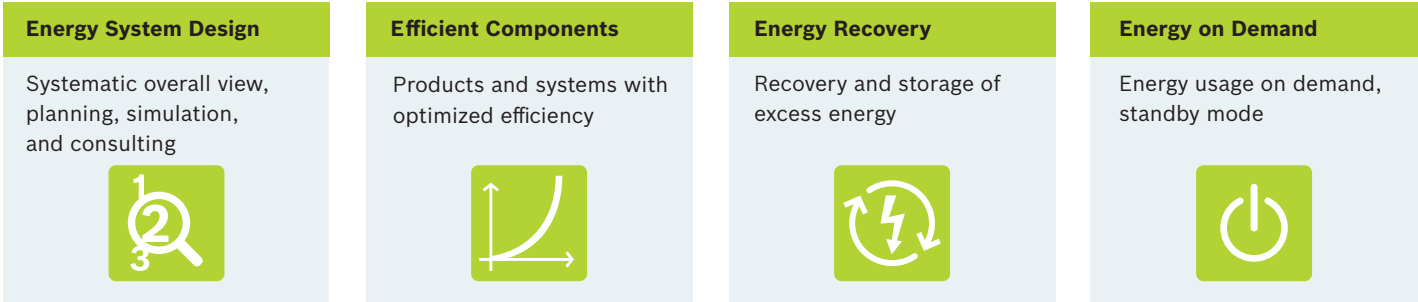 Energy System Design
Systematic overall view,
planning, simulation,
and consulting
1
2
3
Efficient Components
Products and systems with
optimized efficiency
Energy Recovery
Recovery and storage of
excess energy
Energy on Demand
Energy usage on demand,
standby mode